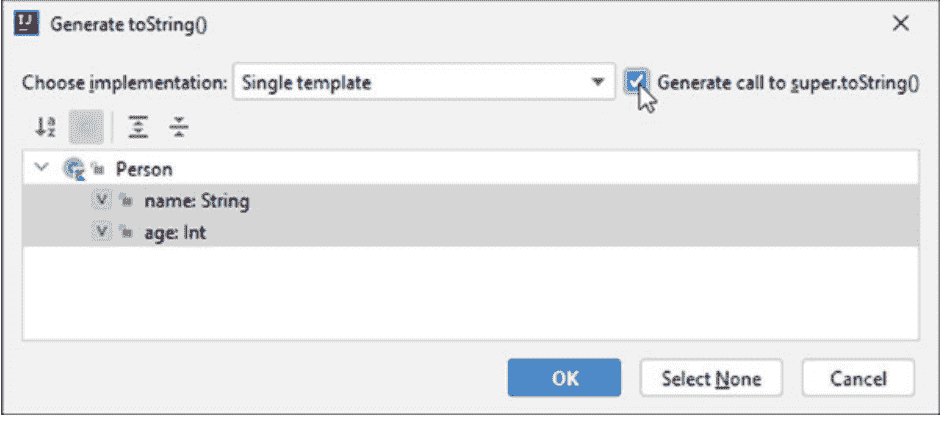 IJ Generate toString()
Choose implementation: Single template Generate call to super.toString()
Person
V name: String
V age: Int
OK Select None Cancel